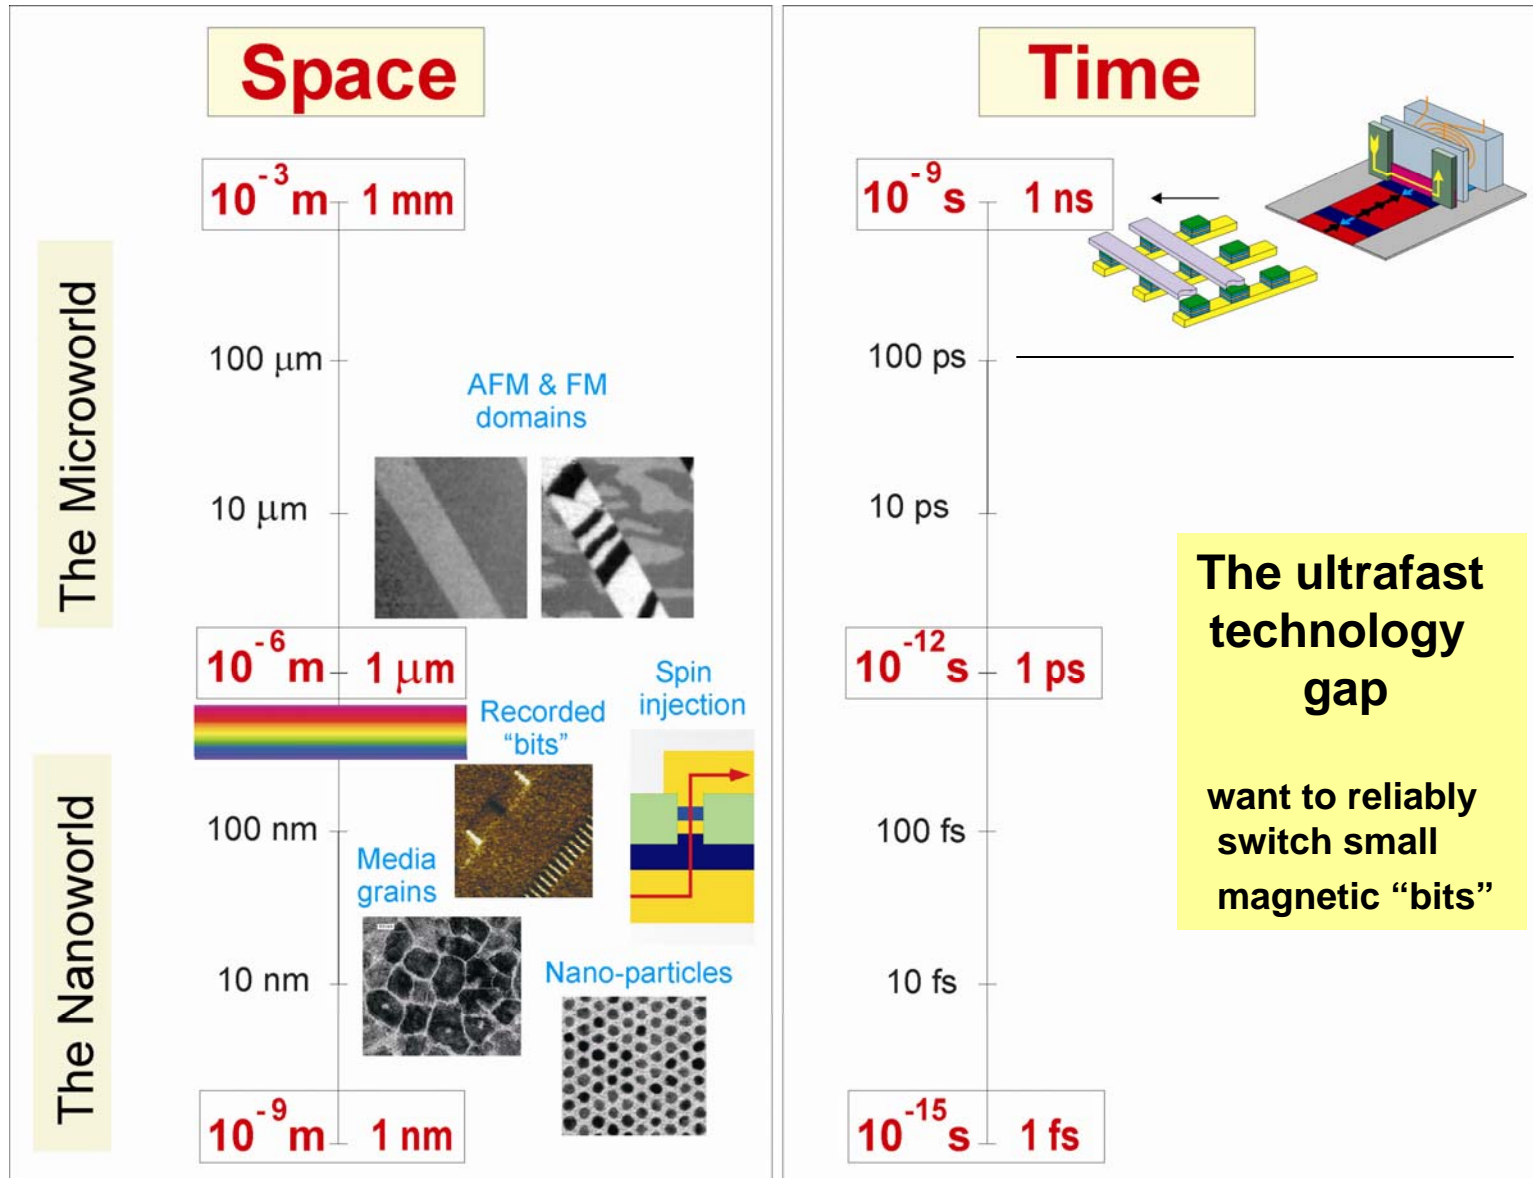 Space
10⁻³ m 1 mm
The Microworld
100 μm
AFM & FM
domains
10 μm
10⁻⁶ m 1 μm
Spin
injection
Recorded
“bits”
The Nanoworld
100 nm
Media
grains
10 nm
Nano-particles
10⁻⁹ m 1 nm
Time
10⁻⁹ s 1 ns
100 ps
10 ps
The ultrafast
technology
gap
10⁻¹² s 1 ps
want to reliably
switch small
magnetic “bits”
100 fs
10 fs
10⁻¹⁵ s 1 fs